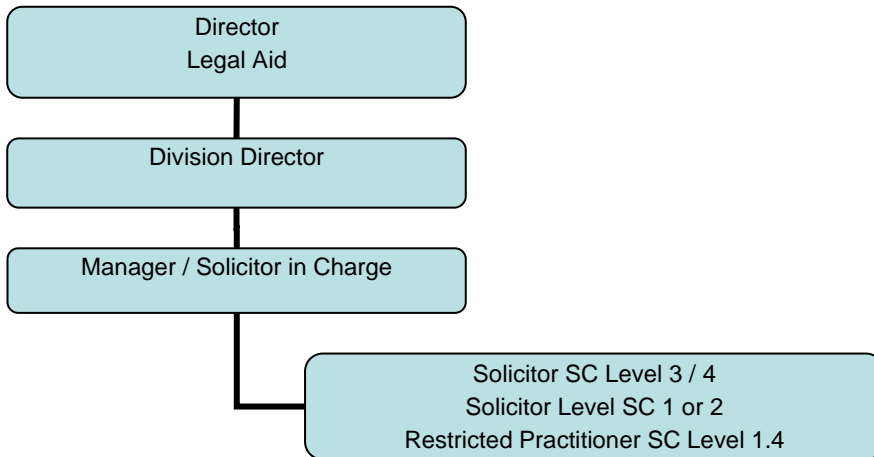 Director
Legal Aid
Division Director
Manager / Solicitor in Charge
Solicitor SC Level 3 / 4
Solicitor Level SC 1 or 2
Restricted Practitioner SC Level 1.4